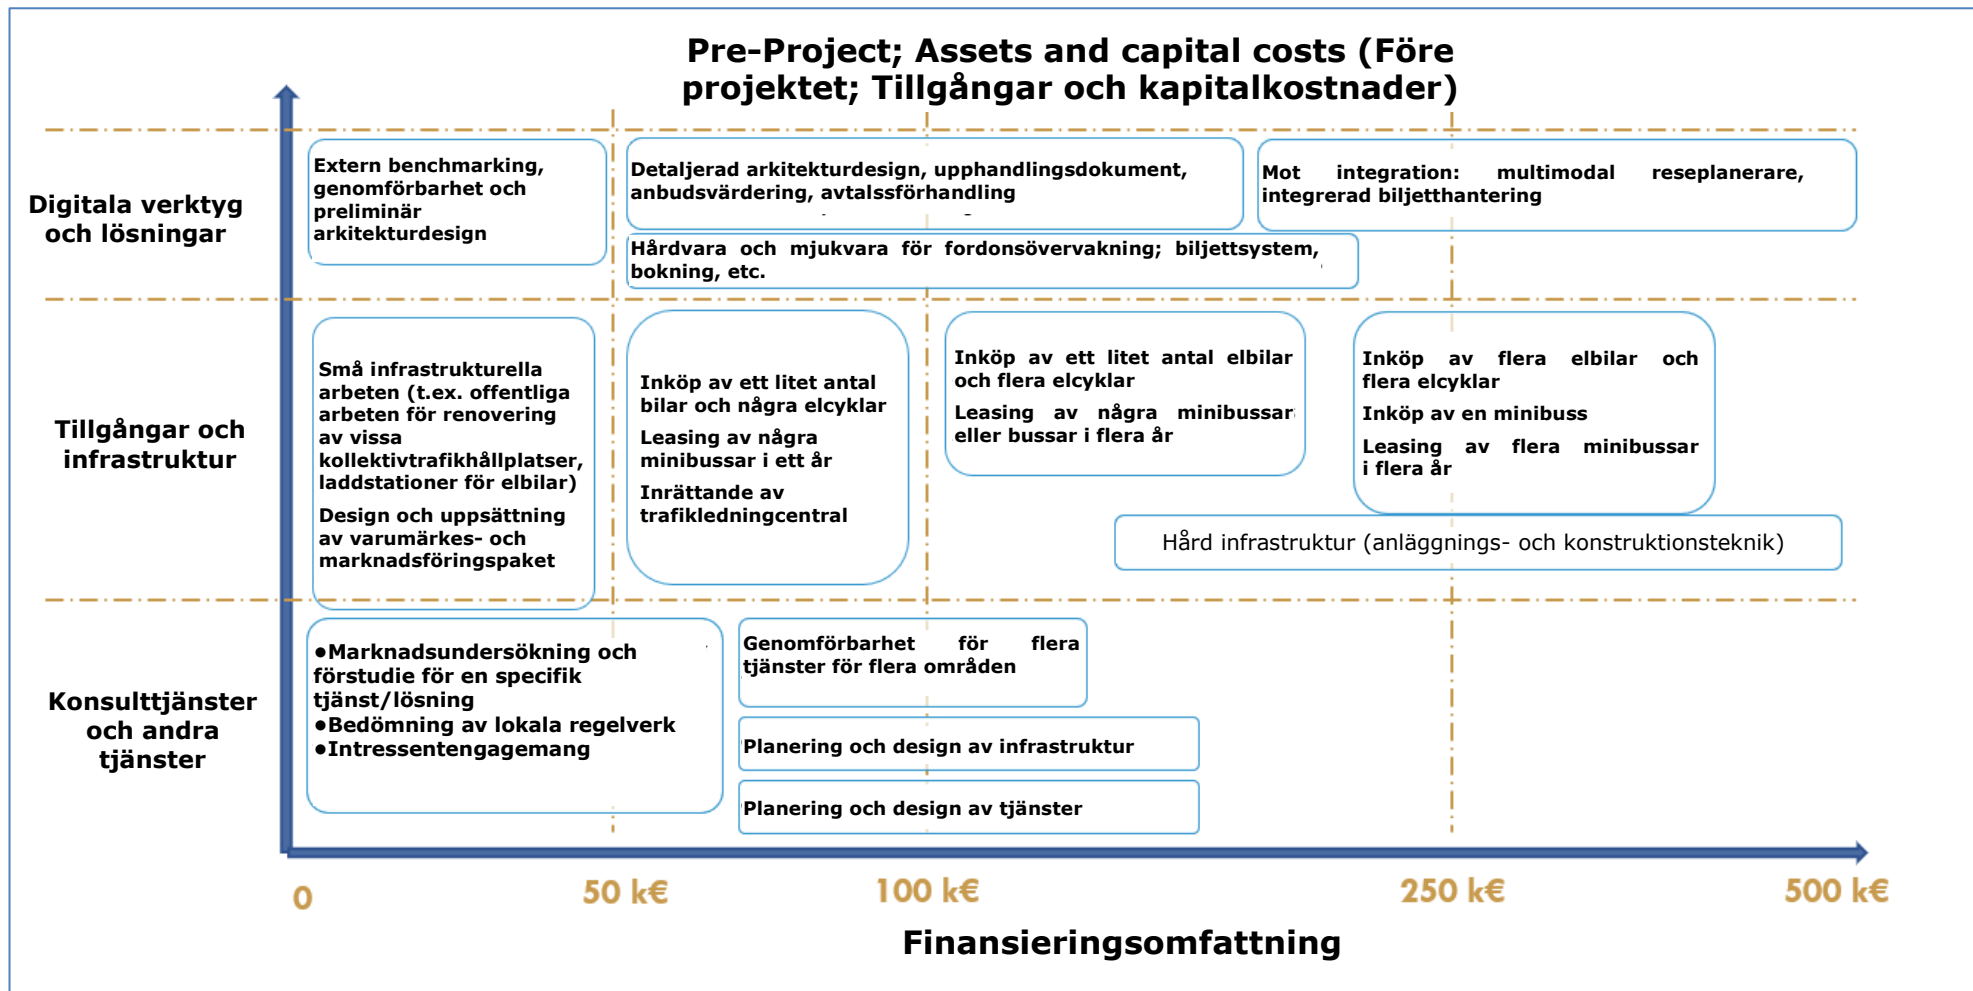 Pre-Project; Assets and capital costs (Före
projektet; Tillgångar och kapitalkostnader)
Digitala verktyg
och lösningar
Extern benchmarking,
genomförbarhet och
preliminär
arkitekturdesign
Detaljerad arkitekturdesign, upphandlingsdokument,
anbudsvärdering, avtalssförhandling
Mot integration: multimodal reseplanerare,
integrerad biljetthantering
Hårdvara och mjukvara för fordonsövervakning; biljettsystem,
bokning, etc.
Tillgångar och
infrastruktur
Små infrastrukturella
arbeten (t.ex. offentliga
arbeten för renovering
av vissa
kollektivtrafikhållplatser,
laddstationer för elbilar)
Design och uppsättning
av varumärkes- och
marknadsföringspaket
Inköp av ett litet antal
bilar och några elcyklar
Leasing av några
minibussar i ett år
Inrättande av
trafikledningcentral
Inköp av ett litet antal elbilar
och flera elcyklar
Leasing av några minibussar
eller bussar i flera år
Inköp av flera elbilar och
flera elcyklar
Inköp av en minibuss
Leasing av flera minibussar
i flera år
Hård infrastruktur (anläggnings- och konstruktionsteknik)
Konsulttjänster
och andra
tjänster
●Marknadsundersökning och
förstudie för en specifik
tjänst/lösning
●Bedömning av lokala regelverk
●Intressentengagemang
Genomförbarhet för flera
tjänster för flera områden
Planering och design av infrastruktur
Planering och design av tjänster
0
50 k€
100 k€
250 k€
500 k€
Finansieringsomfattning